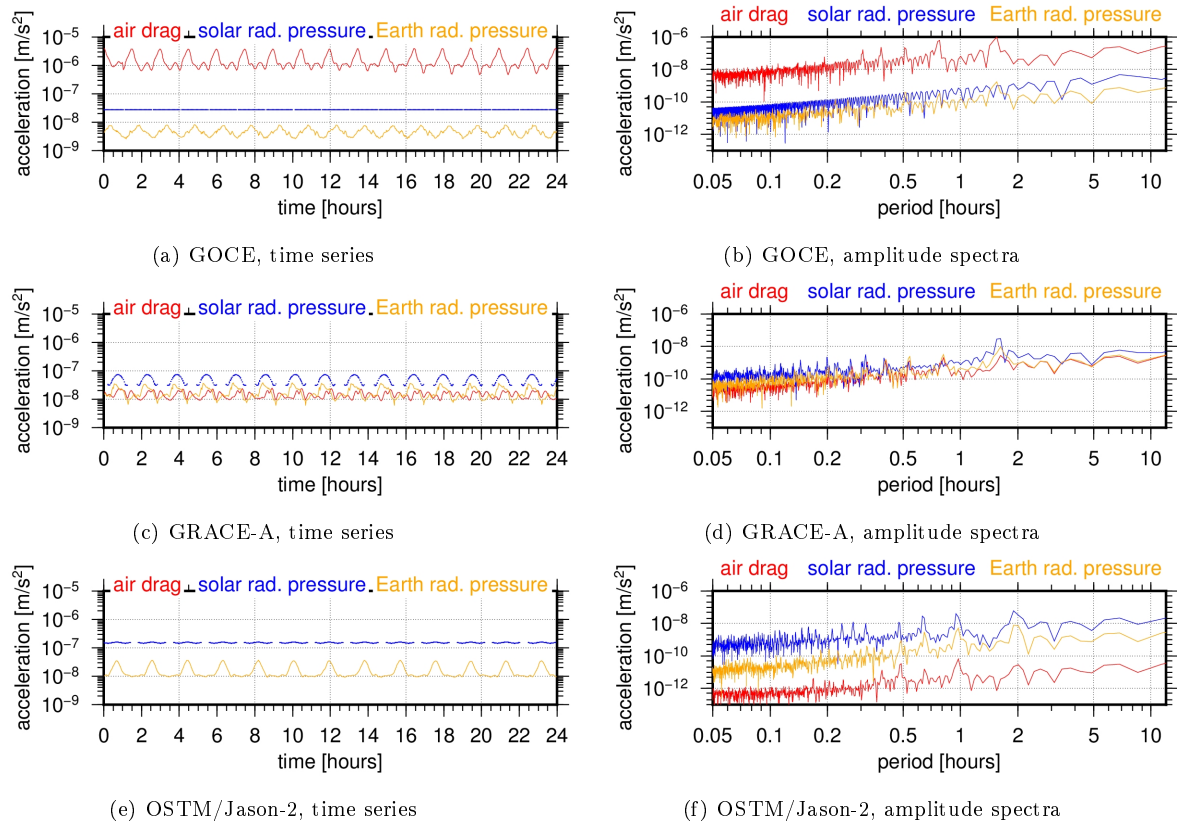 air drag solar rad. pressure Earth rad. pressure
acceleration [m/s²]
10⁻⁵
10⁻⁶
10⁻⁷
10⁻⁸
10⁻⁹
0 2 4 6 8 10 12 14 16 18 20 22 24
time [hours]
(a) GOCE, time series
air drag solar rad. pressure Earth rad. pressure
acceleration [m/s²]
10⁻⁶
10⁻⁸
10⁻¹⁰
10⁻¹²
0.05 0.1 0.2 0.5 1 2 5 10
period [hours]
(b) GOCE, amplitude spectra
air drag solar rad. pressure Earth rad. pressure
acceleration [m/s²]
10⁻⁵
10⁻⁶
10⁻⁷
10⁻⁸
10⁻⁹
0 2 4 6 8 10 12 14 16 18 20 22 24
time [hours]
(c) GRACE-A, time series
air drag solar rad. pressure Earth rad. pressure
acceleration [m/s²]
10⁻⁶
10⁻⁸
10⁻¹⁰
10⁻¹²
0.05 0.1 0.2 0.5 1 2 5 10
period [hours]
(d) GRACE-A, amplitude spectra
air drag solar rad. pressure Earth rad. pressure
acceleration [m/s²]
10⁻⁵
10⁻⁶
10⁻⁷
10⁻⁸
10⁻⁹
0 2 4 6 8 10 12 14 16 18 20 22 24
time [hours]
(e) OSTM/Jason-2, time series
air drag solar rad. pressure Earth rad. pressure
acceleration [m/s²]
10⁻⁶
10⁻⁸
10⁻¹⁰
10⁻¹²
0.05 0.1 0.2 0.5 1 2 5 10
period [hours]
(f) OSTM/Jason-2, amplitude spectra